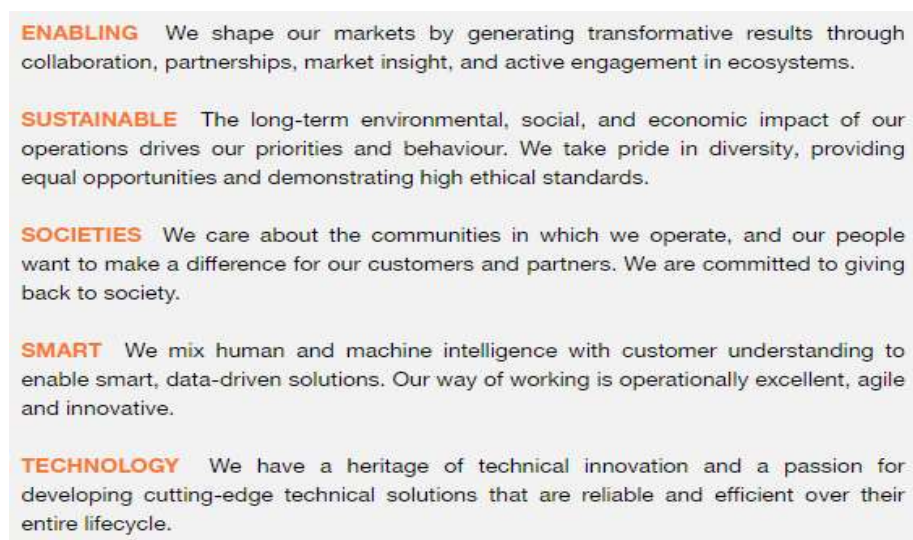 ENABLING We shape our markets by generating transformative results through
collaboration, partnerships, market insight, and active engagement in ecosystems.
SUSTAINABLE The long-term environmental, social, and economic impact of our
operations drives our priorities and behaviour. We take pride in diversity, providing
equal opportunities and demonstrating high ethical standards.
SOCIETIES We care about the communities in which we operate, and our people
want to make a difference for our customers and partners. We are committed to giving
back to society.
SMART We mix human and machine intelligence with customer understanding to
enable smart, data-driven solutions. Our way of working is operationally excellent, agile
and innovative.
TECHNOLOGY We have a heritage of technical innovation and a passion for
developing cutting-edge technical solutions that are reliable and efficient over their
entire lifecycle.